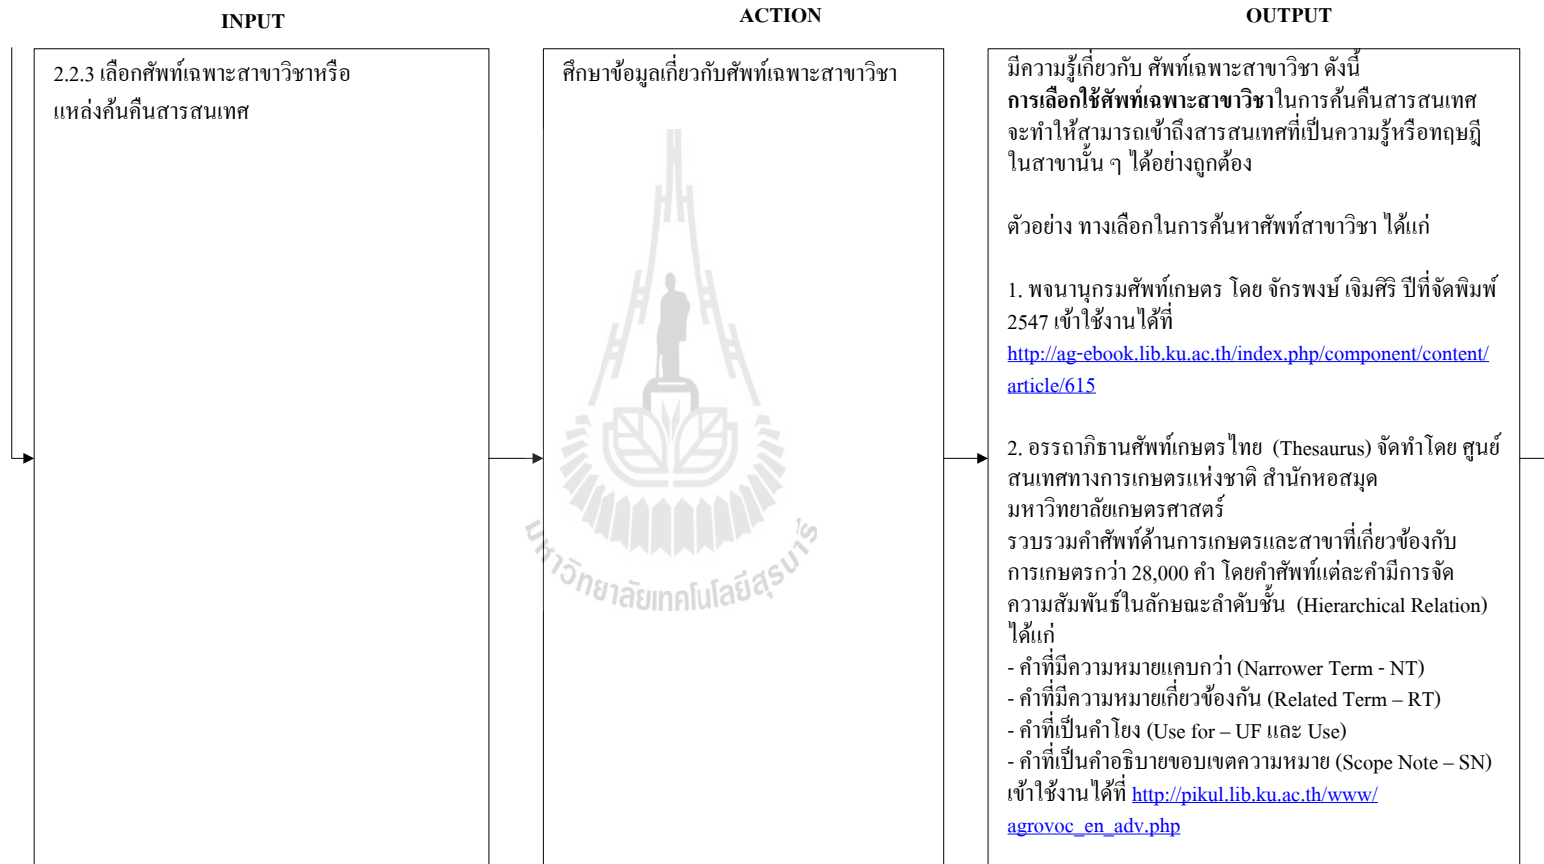 INPUT
ACTION
OUTPUT
2.2.3 เลือกศัพท์เฉพาะสาขาวิชาหรือ
แหล่งค้นคืนสารสนเทศ
ศึกษาข้อมูลเกี่ยวกับศัพท์เฉพาะสาขาวิชา
มีความรู้เกี่ยวกับ ศัพท์เฉพาะสาขาวิชา ดังนี้
การเลือกใช้ศัพท์เฉพาะสาขาวิชาในการค้นคืนสารสนเทศ
จะทำให้สามารถเข้าถึงสารสนเทศที่เป็นความรู้หรือทฤษฎี
ในสาขานั้น ๆ ได้อย่างถูกต้อง
ตัวอย่าง ทางเลือกในการค้นหาศัพท์สาขาวิชา ได้แก่
1. พจนานุกรมศัพท์เกษตร โดย จักรพงษ์ เจิมศิริ ปีที่จัดพิมพ์
2547 เข้าใช้งานได้ที่
http://ag-ebook.lib.ku.ac.th/index.php/component/content/
article/615
2. อรรถาภิธานศัพท์เกษตรไทย (Thesaurus) จัดทำโดย ศูนย์
สนเทศทางการเกษตรแห่งชาติ สำนักหอสมุด
มหาวิทยาลัยเกษตรศาสตร์
รวบรวมคำศัพท์ด้านการเกษตรและสาขาที่เกี่ยวข้องกับ
การเกษตรกว่า 28,000 คำ โดยคำศัพท์แต่ละคำมีการจัด
ความสัมพันธ์ในลักษณะลำดับชั้น (Hierarchical Relation)
ได้แก่
- คำที่มีความหมายแคบกว่า (Narrower Term - NT)
- คำที่มีความหมายเกี่ยวข้องกัน (Related Term – RT)
- คำที่เป็นคำโยง (Use for – UF และ Use)
- คำที่เป็นคำอธิบายขอบเขตความหมาย (Scope Note – SN)
เข้าใช้งานได้ที่ http://pikul.lib.ku.ac.th/www/
agrovoc_en_adv.php
มหาวิทยาลัยเทคโนโลยีสุรนารี